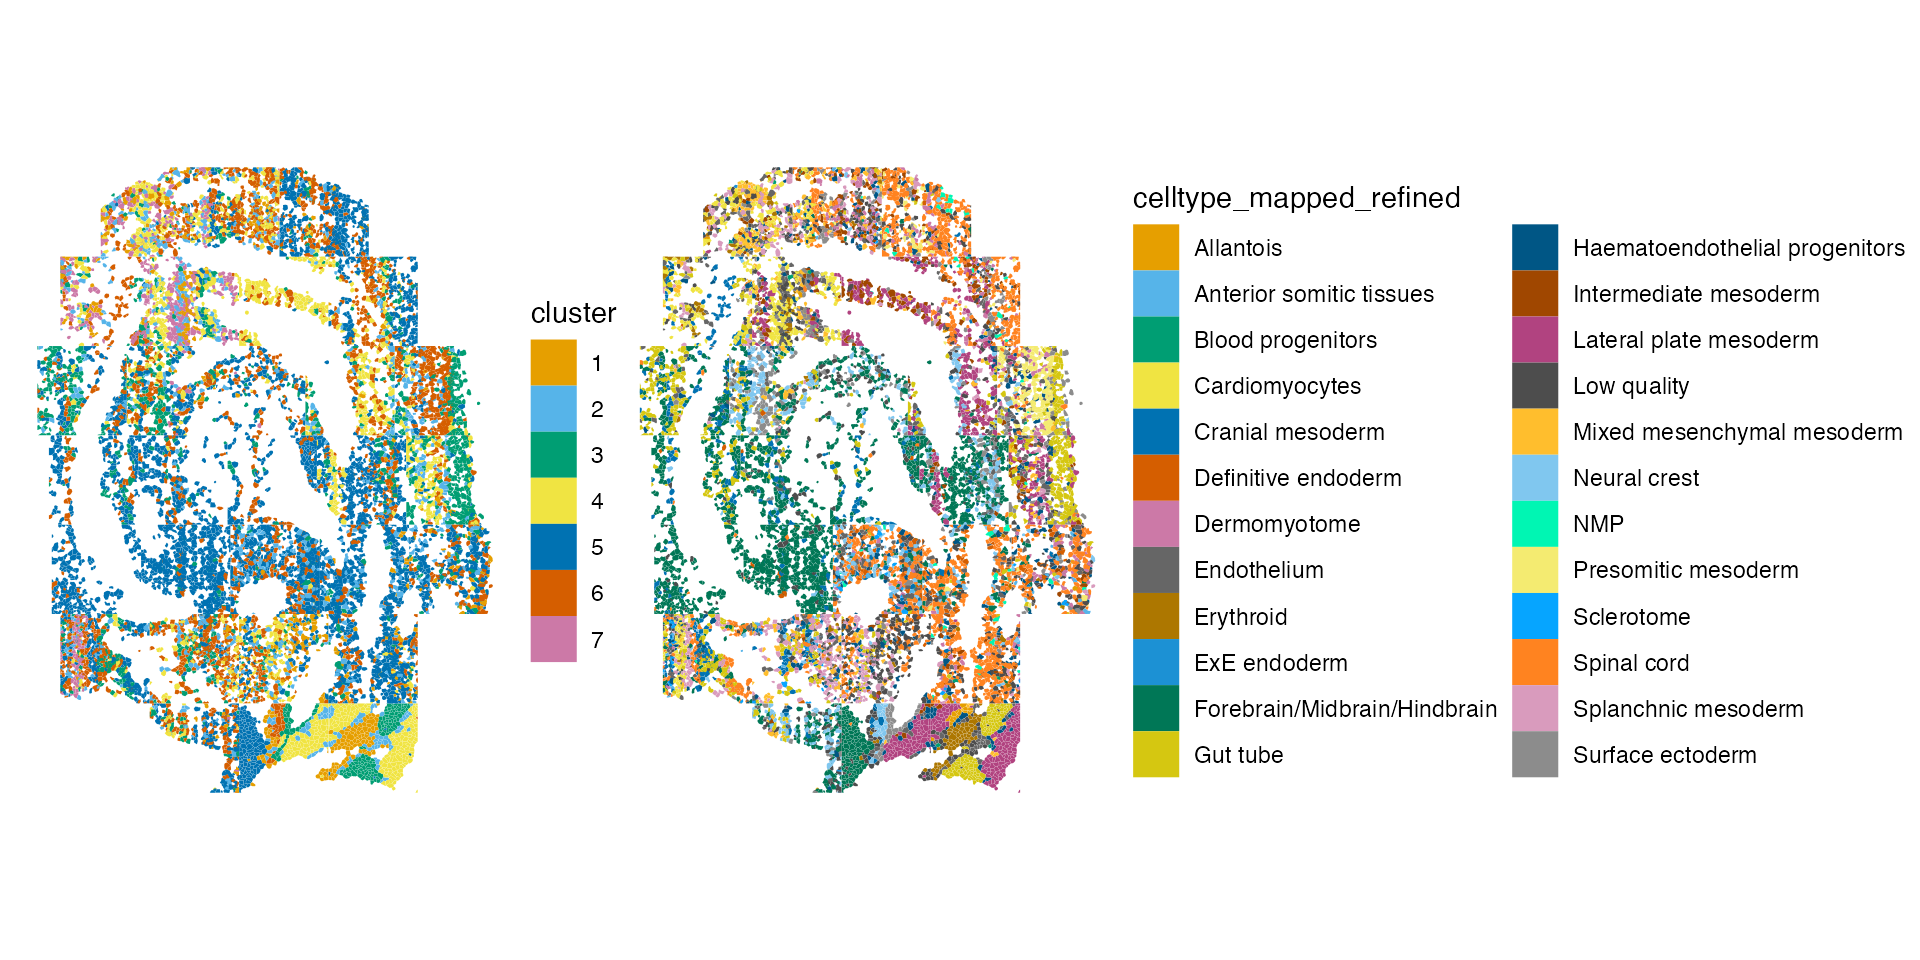 cluster
1
2
3
4
5
6
7
celltype_mapped_refined
Allantois
Anterior somitic tissues
Blood progenitors
Cardiomyocytes
Cranial mesoderm
Definitive endoderm
Dermomyotome
Endothelium
Erythroid
ExE endoderm
Forebrain/Midbrain/Hindbrain
Gut tube
Haematoendothelial progenitors
Intermediate mesoderm
Lateral plate mesoderm
Low quality
Mixed mesenchymal mesoderm
Neural crest
NMP
Presomitic mesoderm
Sclerotome
Spinal cord
Splanchnic mesoderm
Surface ectoderm